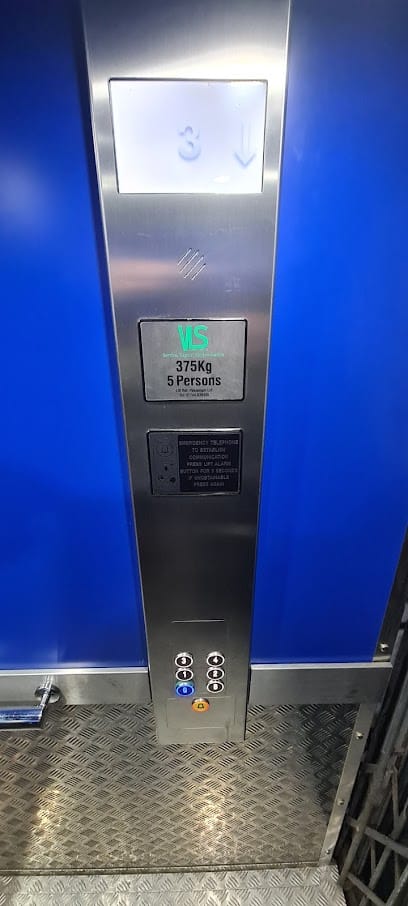 3 ↓
VLS
375Kg
5 Persons
EMERGENCY TELEPHONE
TO ESTABLISH
COMMUNICATION
PRESS LIFT ALARM
BUTTON FOR 5 SECONDS
IF UNOBTAINABLE
PRESS AGAIN
3 4
1 2